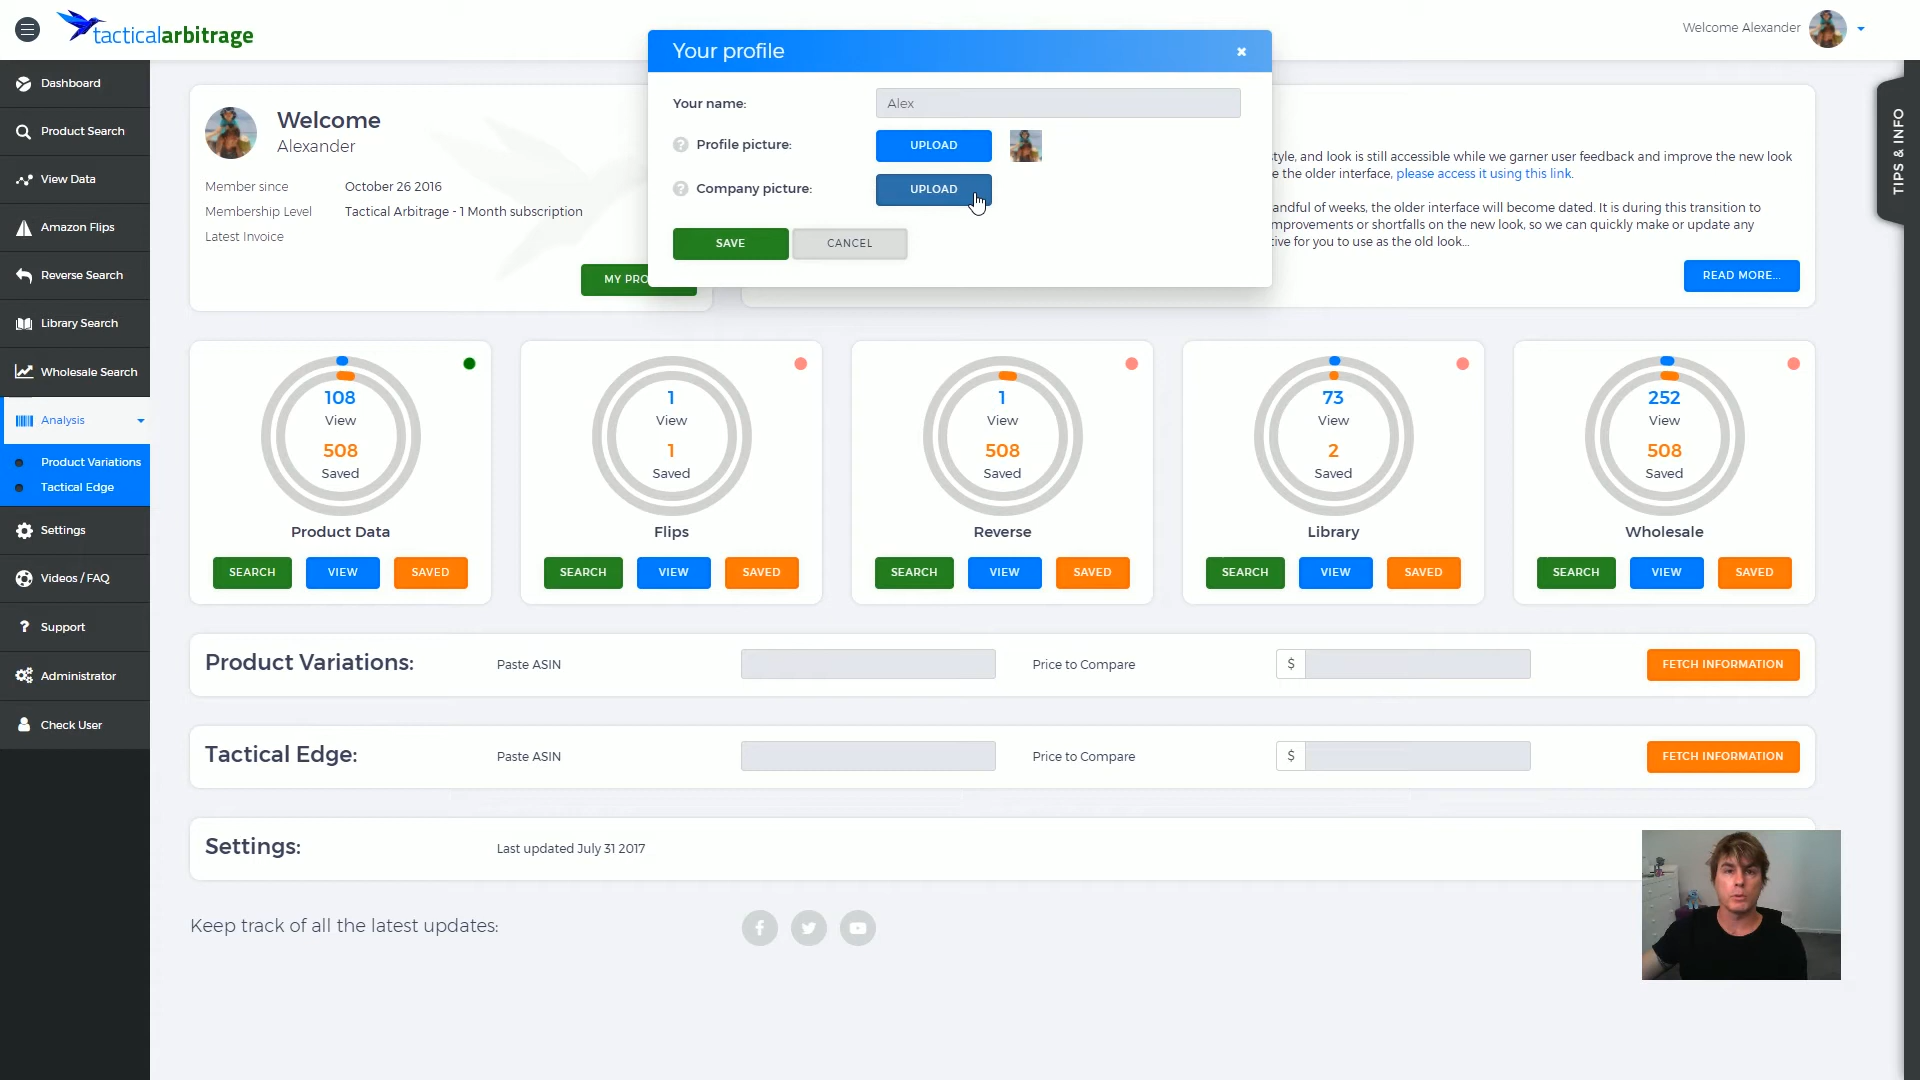 tacticalarbitrage
Welcome Alexander
Dashboard
Product Search
View Data
Amazon Flips
Reverse Search
Library Search
Wholesale Search
Analysis
Product Variations
Tactical Edge
Settings
Videos / FAQ
Support
Administrator
Check User
Welcome
Alexander
Member since October 26 2016
Membership Level Tactical Arbitrage - 1 Month subscription
Latest Invoice
MY PRO
Your profile
Your name: Alex
? Profile picture: UPLOAD
? Company picture: UPLOAD
SAVE CANCEL
style, and look is still accessible while we garner user feedback and improve the new look
e the older interface, please access it using this link.
ndful of weeks, the older interface will become dated. It is during this transition to
mprovements or shortfalls on the new look, so we can quickly make or update any
ive for you to use as the old look...
READ MORE...
TIPS & INFO
108
View
508
Saved
Product Data
SEARCH VIEW SAVED
1
View
1
Saved
Flips
SEARCH VIEW SAVED
1
View
508
Saved
Reverse
SEARCH VIEW SAVED
73
View
2
Saved
Library
SEARCH VIEW SAVED
252
View
508
Saved
Wholesale
SEARCH VIEW SAVED
Product Variations: Paste ASIN Price to Compare $ FETCH INFORMATION
Tactical Edge: Paste ASIN Price to Compare $ FETCH INFORMATION
Settings: Last updated July 31 2017
Keep track of all the latest updates: